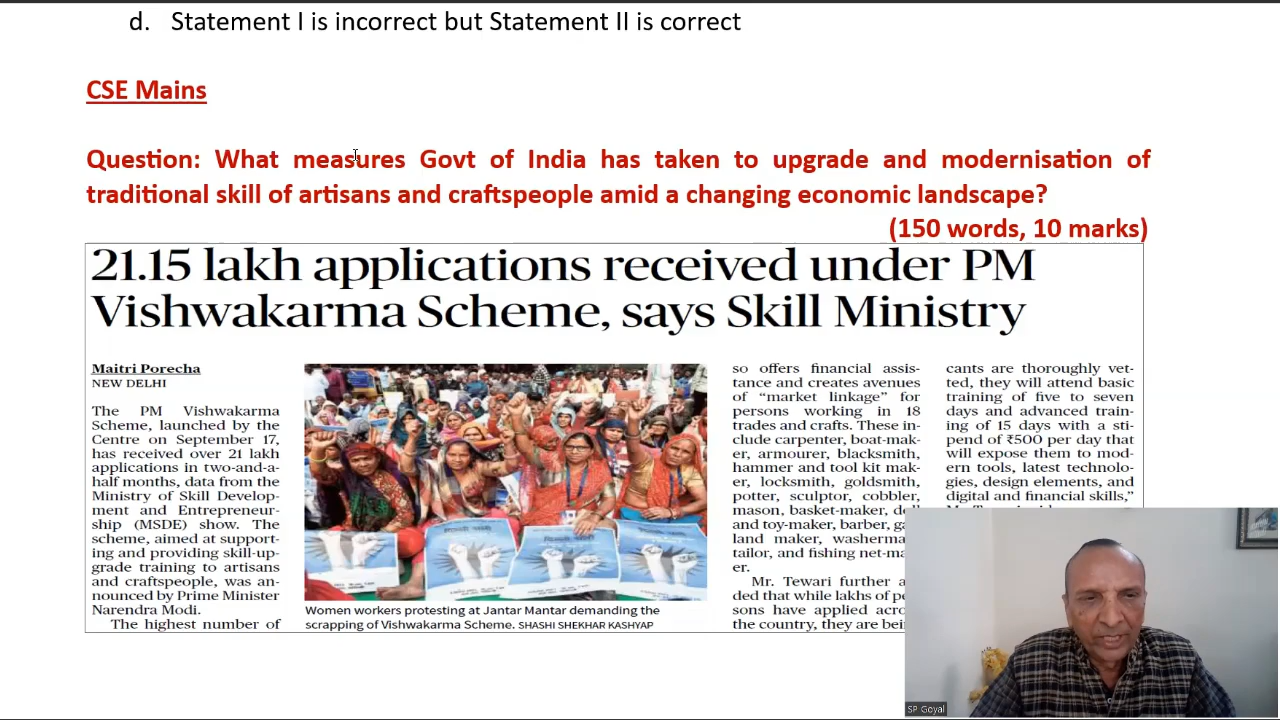 d. Statement I is incorrect but Statement II is correct
CSE Mains
Question: What measures Govt of India has taken to upgrade and modernisation of
traditional skill of artisans and craftspeople amid a changing economic landscape?
(150 words, 10 marks)
21.15 lakh applications received under PM
Vishwakarma Scheme, says Skill Ministry
Maitri Porecha
NEW DELHI
The PM Vishwakarma
Scheme, launched by the
Centre on September 17,
has received over 21 lakh
applications in two-and-a-
half months, data from the
Ministry of Skill Develop-
ment and Entrepreneur-
ship (MSDE) show. The
scheme, aimed at support-
ing and providing skill-up-
grade training to artisans
and craftspeople, was an-
nounced by Prime Minister
Narendra Modi.
The highest number of
Women workers protesting at Jantar Mantar demanding the
scrapping of Vishwakarma Scheme. SHASHI SHEKHAR KASHYAP
so offers financial assis-
tance and creates avenues
of “market linkage” for
persons working in 18
trades and crafts. These in-
clude carpenter, boat-mak-
er, armourer, blacksmith,
hammer and tool kit mak-
er, locksmith, goldsmith,
potter, sculptor, cobbler,
mason, basket-maker, doll
and toy-maker, barber,
land maker,
tailor, and fishing
er.
Mr. Tewari further
ded that while lakhs of
sons have applied
the country, they are
cants are thoroughly vet-
ted, they will attend basic
training of five to seven
days and advanced train-
ing of 15 days with a sti-
pend of ₹500 per day that
will expose them to mod-
ern tools, latest technolo-
gies, design elements, and
digital and financial skills,”
SP Goyal